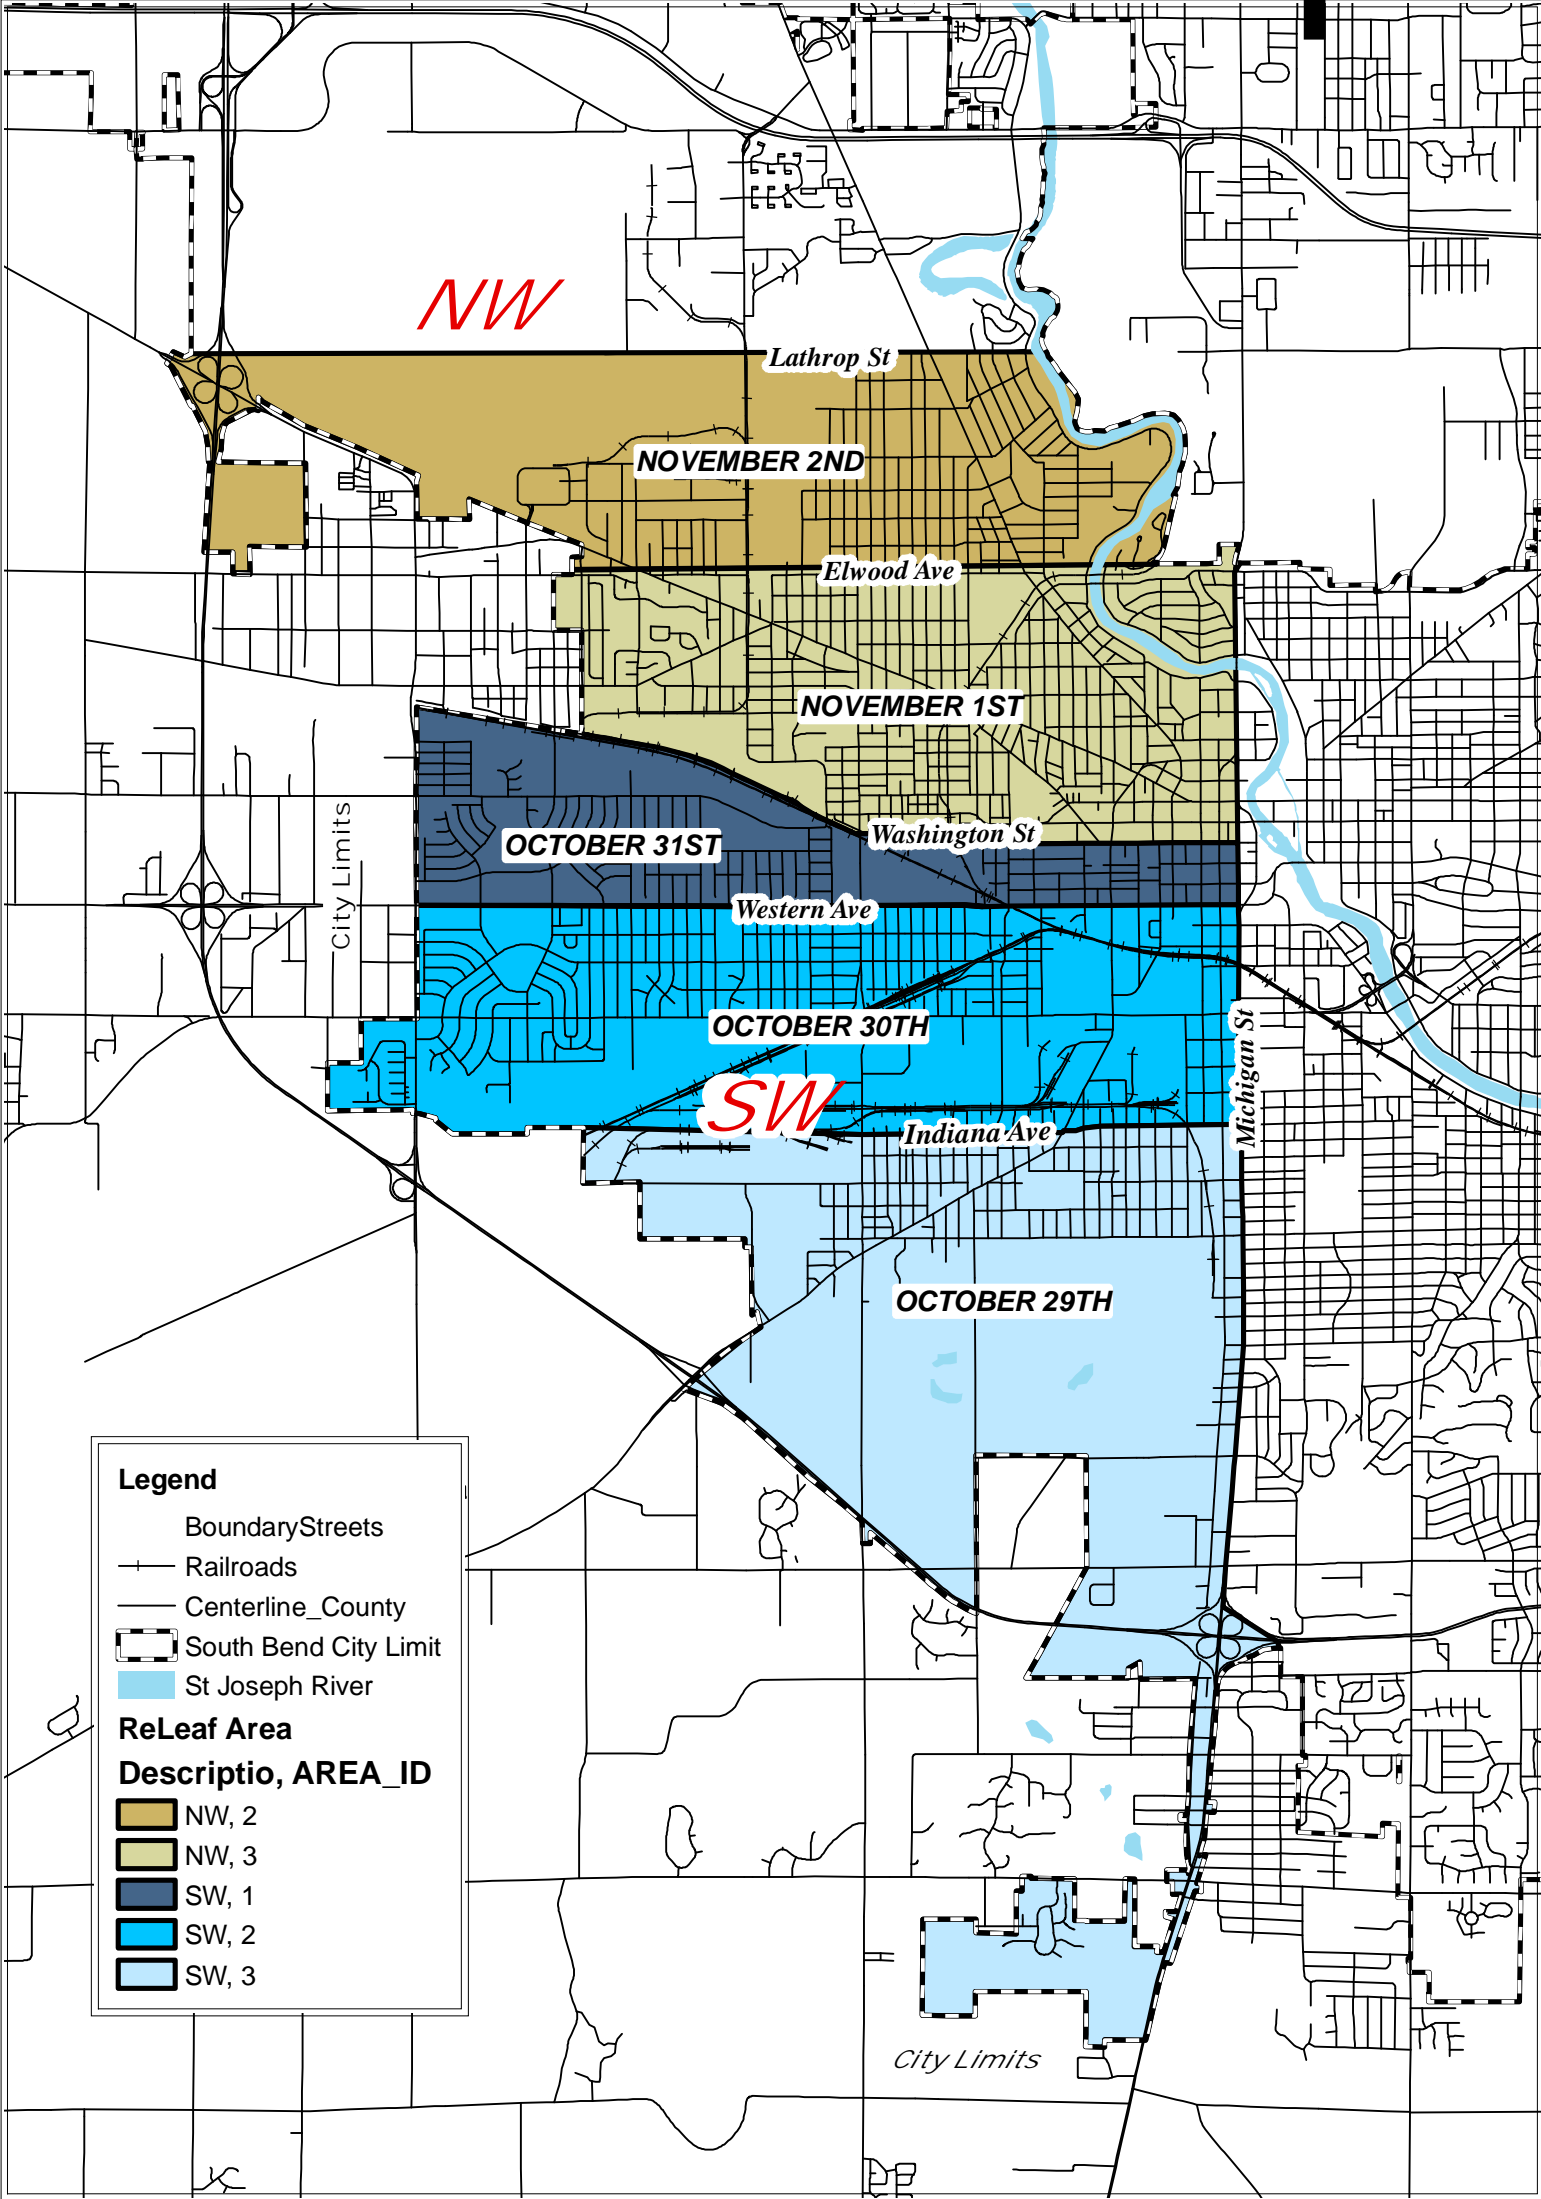 NW
Lathrop St
NOVEMBER 2ND
Elwood Ave
NOVEMBER 1ST
City Limits
OCTOBER 31ST
Washington St
Western Ave
OCTOBER 30TH
Michigan St
SW
Indiana Ave
OCTOBER 29TH
Legend
BoundaryStreets
Railroads
Centerline_County
South Bend City Limit
St Joseph River
ReLeaf Area
Descriptio, AREA_ID
NW, 2
NW, 3
SW, 1
SW, 2
SW, 3
City Limits